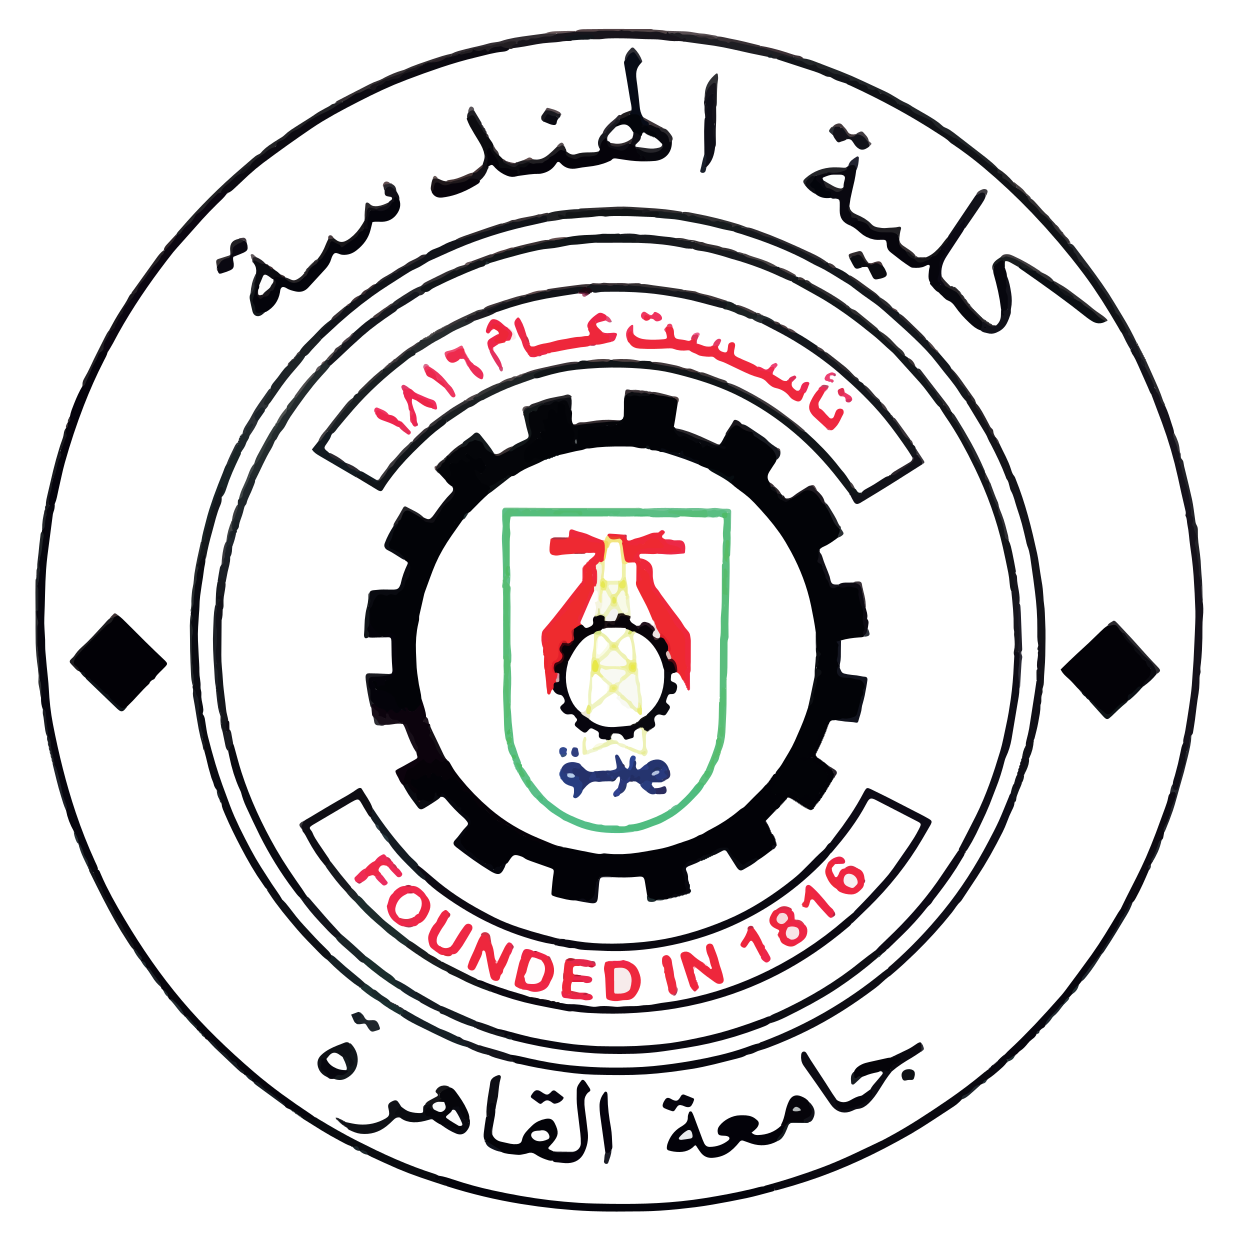 كلية الهندسة
تأسست عام ١٨١٦
FOUNDED IN 1816
جامعة القاهرة